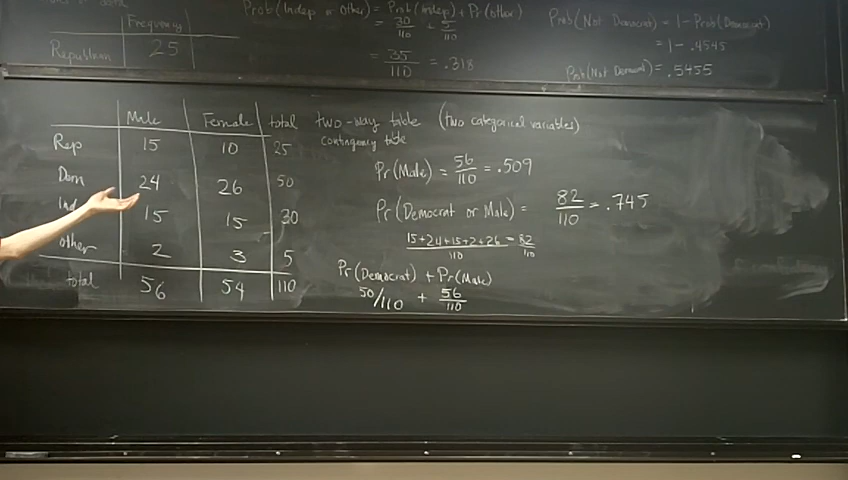 Frequency
Republican 25
Prob(Indep or Other) = Prob(Indep) + Pr(other)
= 30/110 + 5/110
= 35/110 = .318
Prob(Not Democrat) = 1 - Prob(Democrat)
= 1 - .4545
Prob(Not Democrat) = .5455
Male Female total
Rep 15 10 25
Dem 24 26 50
Ind 15 15 30
other 2 3 5
total 56 54 110
two-way table (two categorical variables)
contingency table
Pr(Male) = 56/110 = .509
Pr(Democrat or Male) = 82/110 = .745
15+24+15+2+26/110 = 82/110
Pr(Democrat) + Pr(Male)
50/110 + 56/110